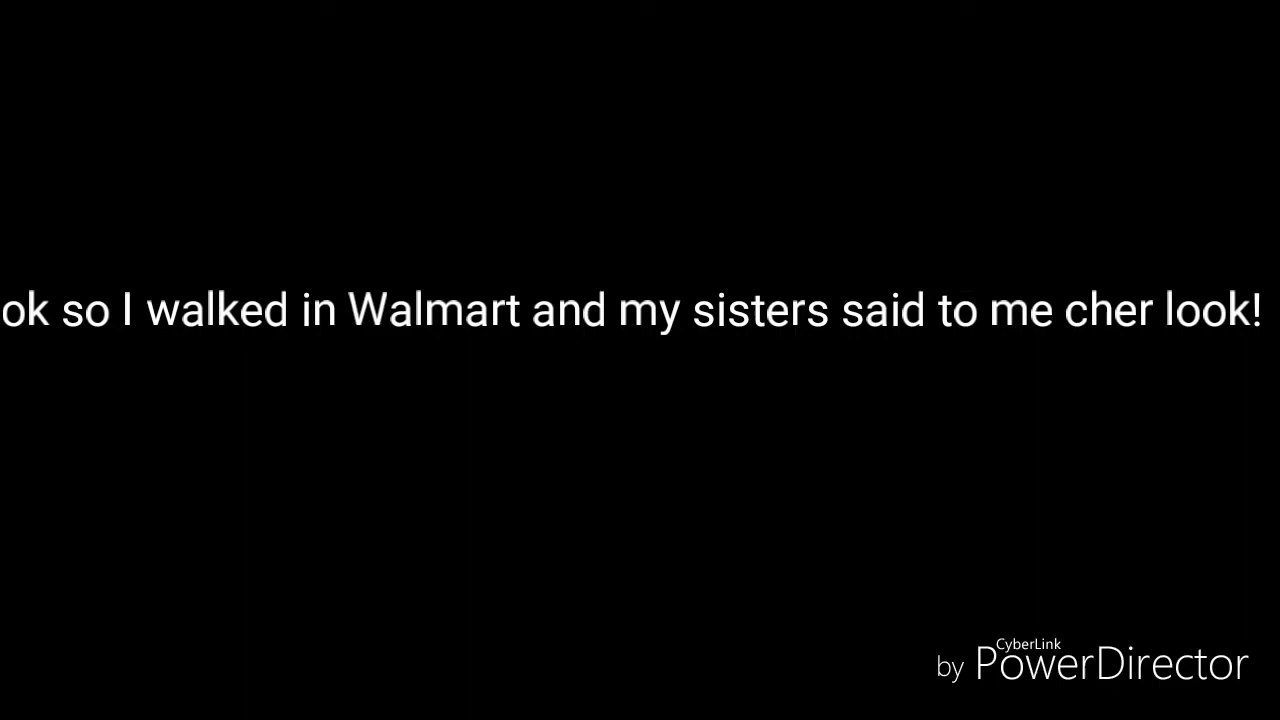 ok so I walked in Walmart and my sisters said to me cher look!
CyberLink
by PowerDirector